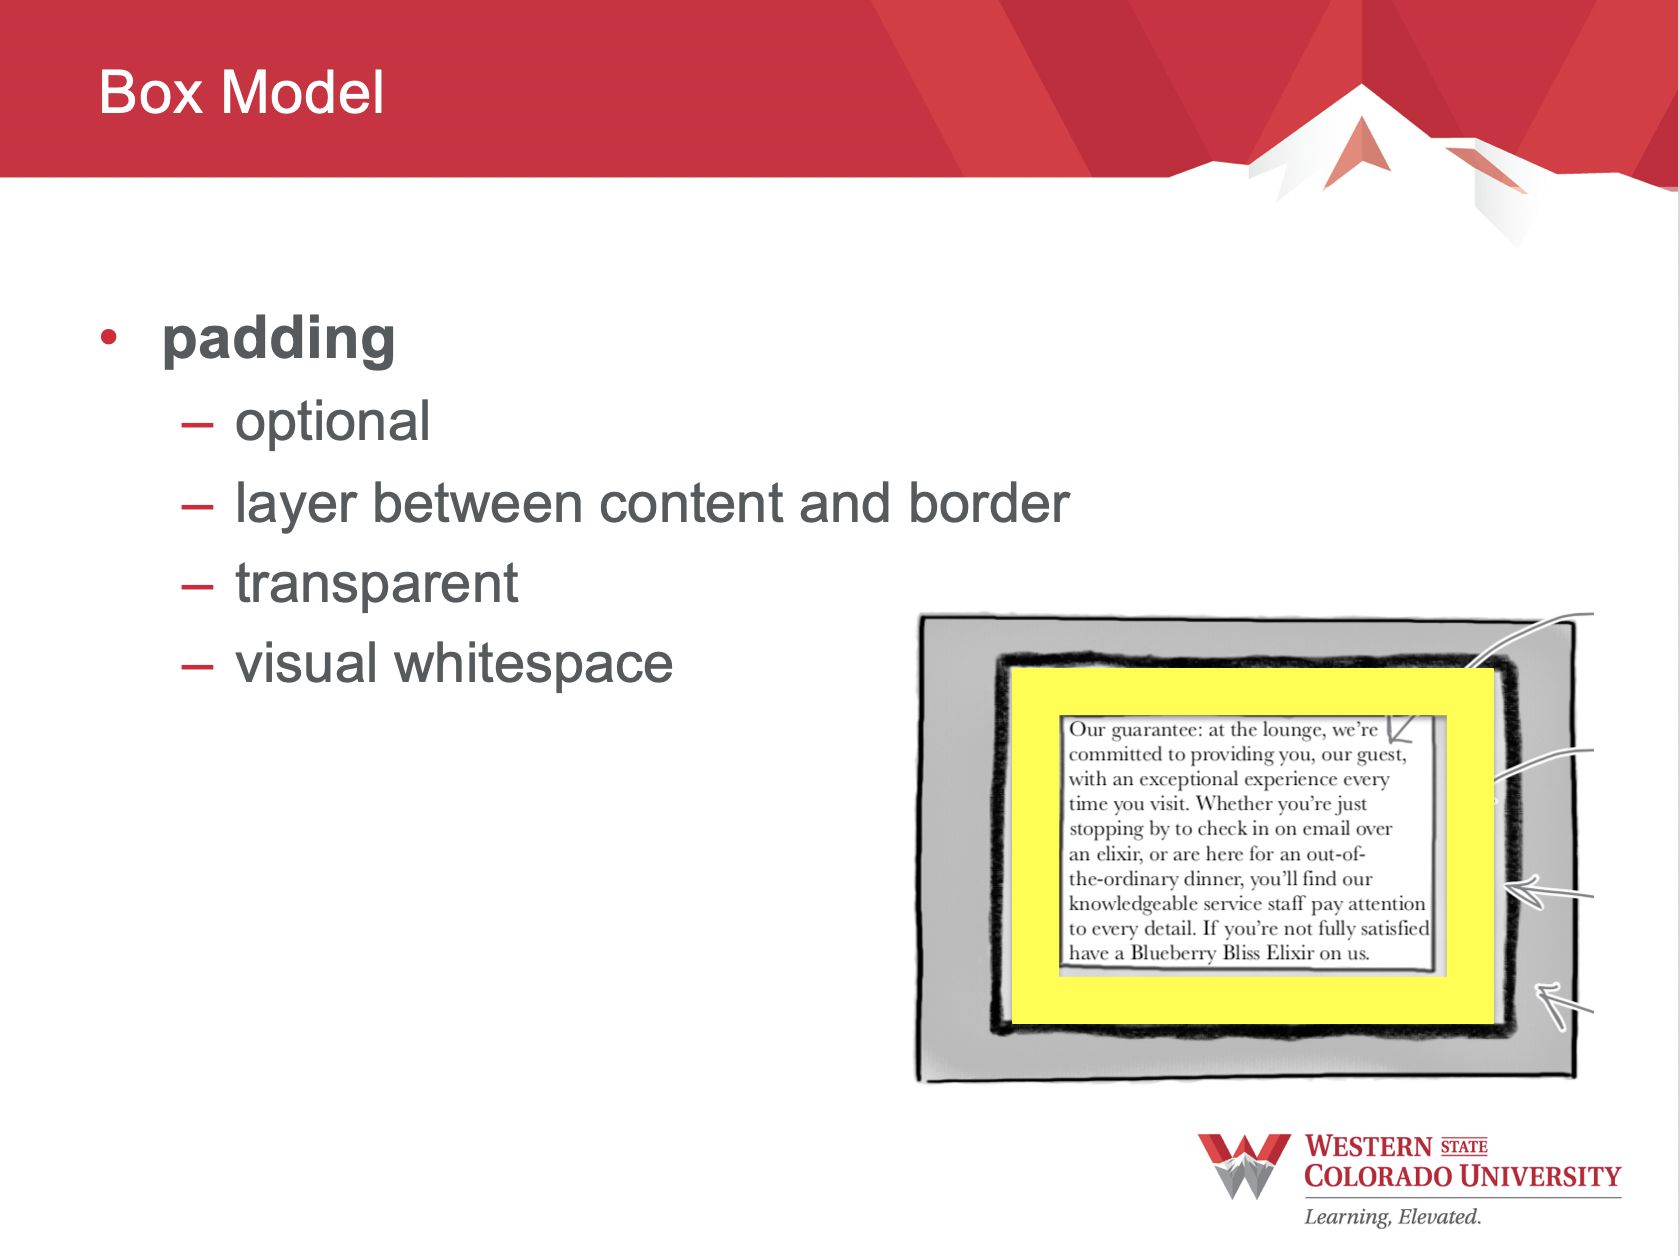 Box Model
• padding
– optional
– layer between content and border
– transparent
– visual whitespace
Our guarantee: at the lounge, we’re
committed to providing you, our guest,
with an exceptional experience every
time you visit. Whether you’re just
stopping by to check in on email over
an elixir, or are here for an out-of-
the-ordinary dinner, you’ll find our
knowledgeable service staff pay attention
to every detail. If you’re not fully satisfied
have a Blueberry Bliss Elixir on us.
WESTERN STATE
COLORADO UNIVERSITY
Learning, Elevated.